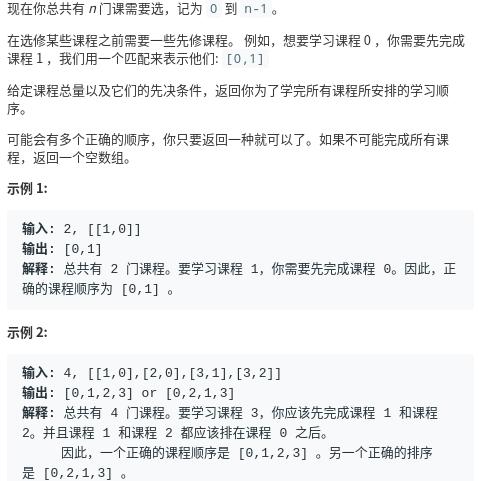 现在你总共有 n 门课需要选，记为 0 到 n-1 。
在选修某些课程之前需要一些先修课程。 例如，想要学习课程 0 ，你需要先完成
课程 1 ，我们用一个匹配来表示他们: [0,1]
给定课程总量以及它们的先决条件，返回你为了学完所有课程所安排的学习顺
序。
可能会有多个正确的顺序，你只要返回一种就可以了。如果不可能完成所有课
程，返回一个空数组。
示例 1:
输入: 2, [[1,0]]
输出: [0,1]
解释: 总共有 2 门课程。要学习课程 1，你需要先完成课程 0。因此，正
确的课程顺序为 [0,1] 。
示例 2:
输入: 4, [[1,0],[2,0],[3,1],[3,2]]
输出: [0,1,2,3] or [0,2,1,3]
解释: 总共有 4 门课程。要学习课程 3，你应该先完成课程 1 和课程
2。并且课程 1 和课程 2 都应该排在课程 0 之后。
因此，一个正确的课程顺序是 [0,1,2,3] 。另一个正确的排序
是 [0,2,1,3] 。